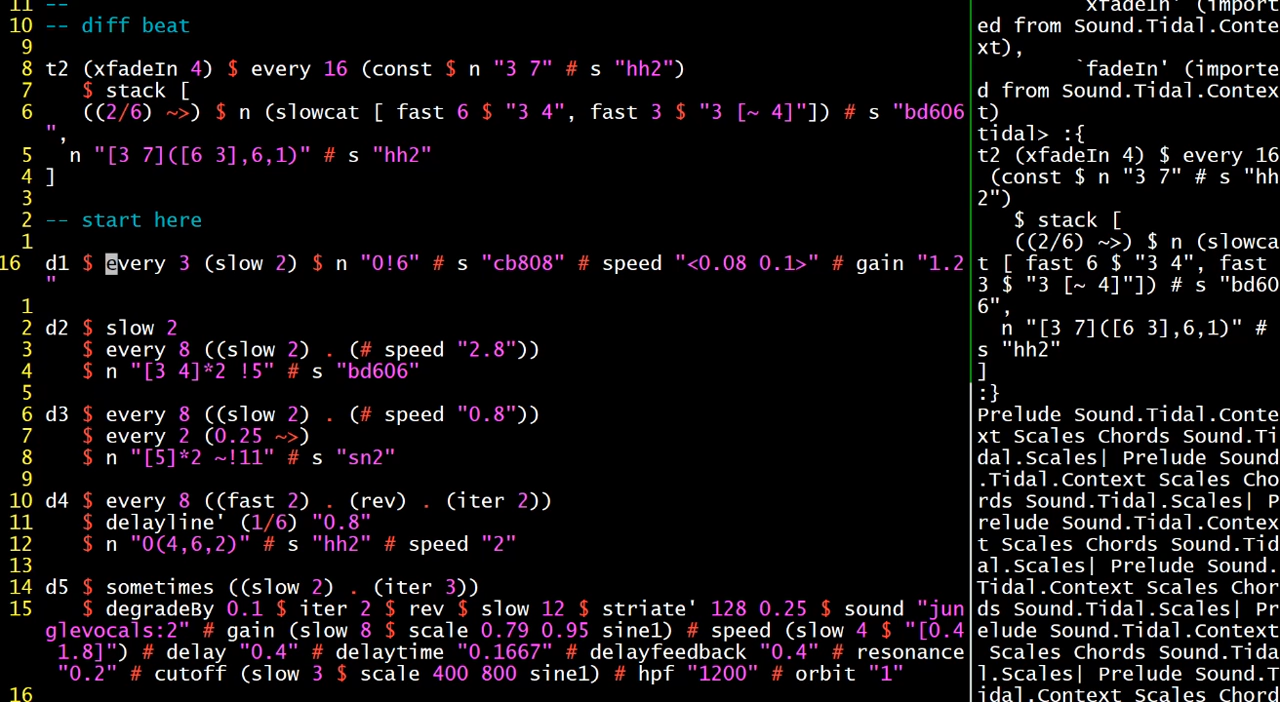 11 --
10 -- diff beat
9
8 t2 (xfadeIn 4) $ every 16 (const $ n "3 7" # s "hh2")
7 $ stack [
6 ((2/6) ~>) $ n (slowcat [ fast 6 $ "3 4", fast 3 $ "3 [~ 4]"]) # s "bd606
",
5 n "[3 7]([6 3],6,1)" # s "hh2"
4 ]
3
2 -- start here
1
16 d1 $ every 3 (slow 2) $ n "0!6" # s "cb808" # speed "<0.08 0.1>" # gain "1.2
"
1
2 d2 $ slow 2
3 $ every 8 ((slow 2) . (# speed "2.8"))
4 $ n "[3 4]*2 !5" # s "bd606"
5
6 d3 $ every 8 ((slow 2) . (# speed "0.8"))
7 $ every 2 (0.25 ~>)
8 $ n "[5]*2 ~!11" # s "sn2"
9
10 d4 $ every 8 ((fast 2) . (rev) . (iter 2))
11 $ delayline' (1/6) "0.8"
12 $ n "0(4,6,2)" # s "hh2" # speed "2"
13
14 d5 $ sometimes ((slow 2) . (iter 3))
15 $ degradeBy 0.1 $ iter 2 $ rev $ slow 12 $ striate' 128 0.25 $ sound "jun
glevocals:2" # gain (slow 8 $ scale 0.79 0.95 sine1) # speed (slow 4 $ "[0.4
1.8]") # delay "0.4" # delaytime "0.1667" # delayfeedback "0.4" # resonance
"0.2" # cutoff (slow 3 $ scale 400 800 sine1) # hpf "1200" # orbit "1"
16
`xfadeIn' (import
ed from Sound.Tidal.Conte
xt),
`fadeIn' (importe
d from Sound.Tidal.Contex
t)
tidal> :{
t2 (xfadeIn 4) $ every 16
(const $ n "3 7" # s "hh
2")
$ stack [
((2/6) ~>) $ n (slowca
t [ fast 6 $ "3 4", fast
3 $ "3 [~ 4]"]) # s "bd60
6",
n "[3 7]([6 3],6,1)" #
s "hh2"
]
:}
Prelude Sound.Tidal.Conte
xt Scales Chords Sound.Ti
dal.Scales| Prelude Sound
.Tidal.Context Scales Cho
rds Sound.Tidal.Scales| P
relude Sound.Tidal.Contex
t Scales Chords Sound.Tid
al.Scales| Prelude Sound.
Tidal.Context Scales Chor
ds Sound.Tidal.Scales| Pr
elude Sound.Tidal.Context
Scales Chords Sound.Tida
l.Scales| Prelude Sound.T
idal.Context Scales Chord